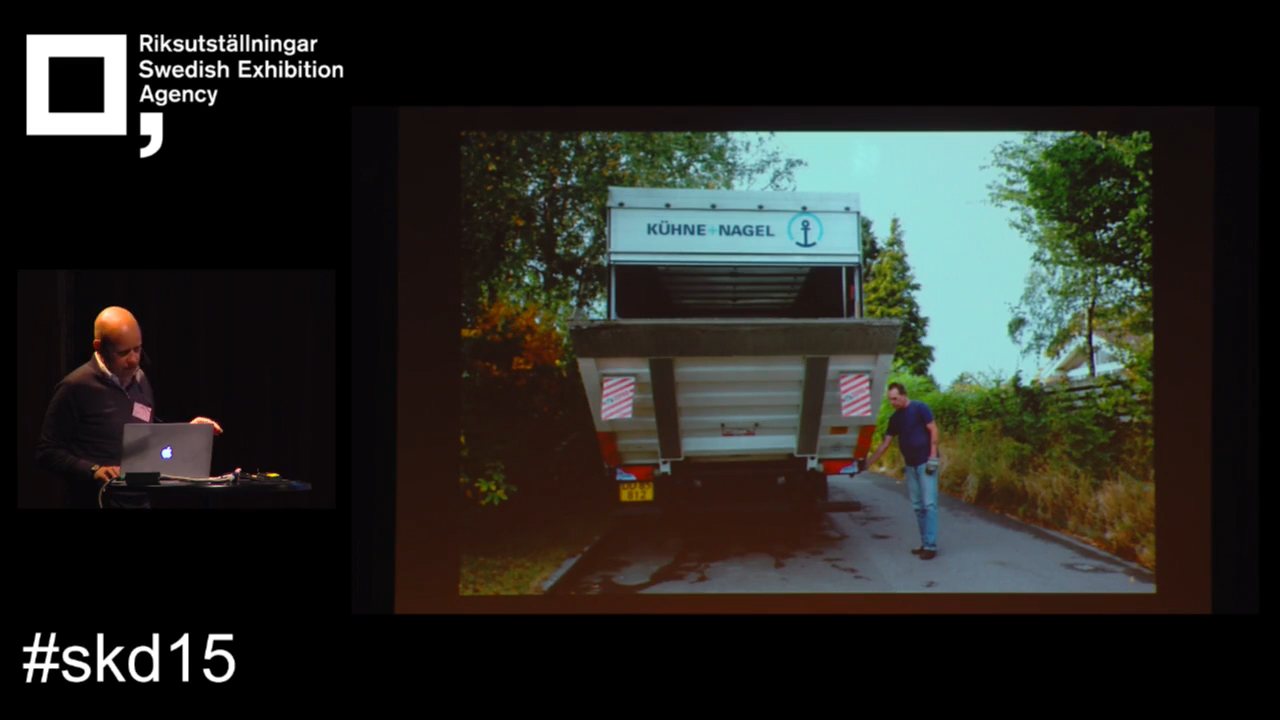 Riksutställningar
Swedish Exhibition
Agency
KÜHNE+NAGEL
#skd15